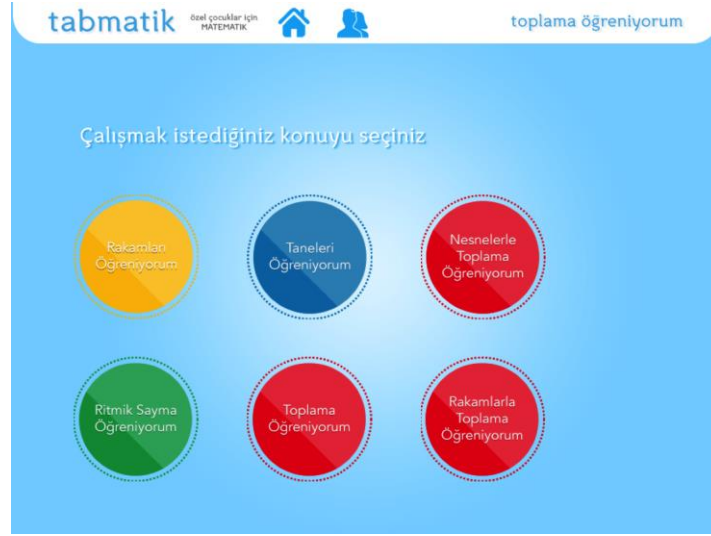 tabmatik
özel çocuklar için
MATEMATİK
toplama öğreniyorum
Çalışmak istediğiniz konuyu seçiniz
Rakamları
Öğreniyorum
Taneleri
Öğreniyorum
Nesnelerle
Toplama
Öğreniyorum
Ritmik Sayma
Öğreniyorum
Toplama
Öğreniyorum
Rakamlarla
Toplama
Öğreniyorum